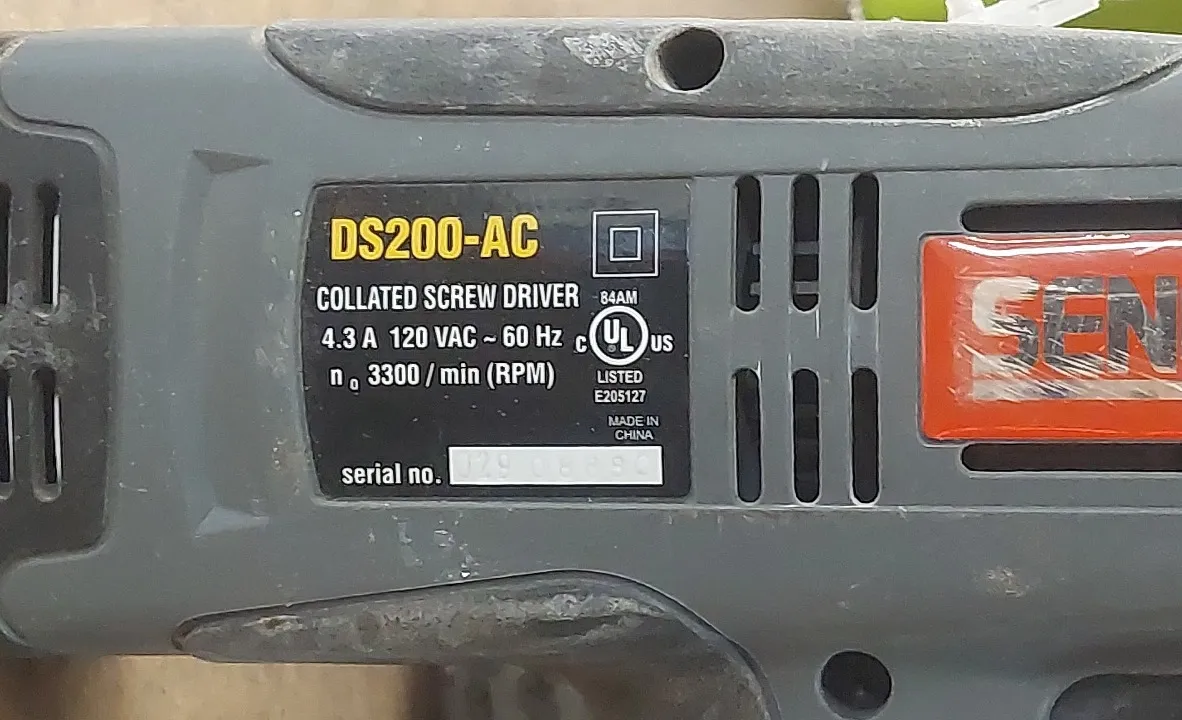 DS200-AC
COLLATED SCREW DRIVER
4.3 A 120 VAC ~ 60 Hz
n₀ 3300 / min (RPM)
84AM
C UL US
LISTED
E205127
MADE IN
CHINA
serial no.
SEN